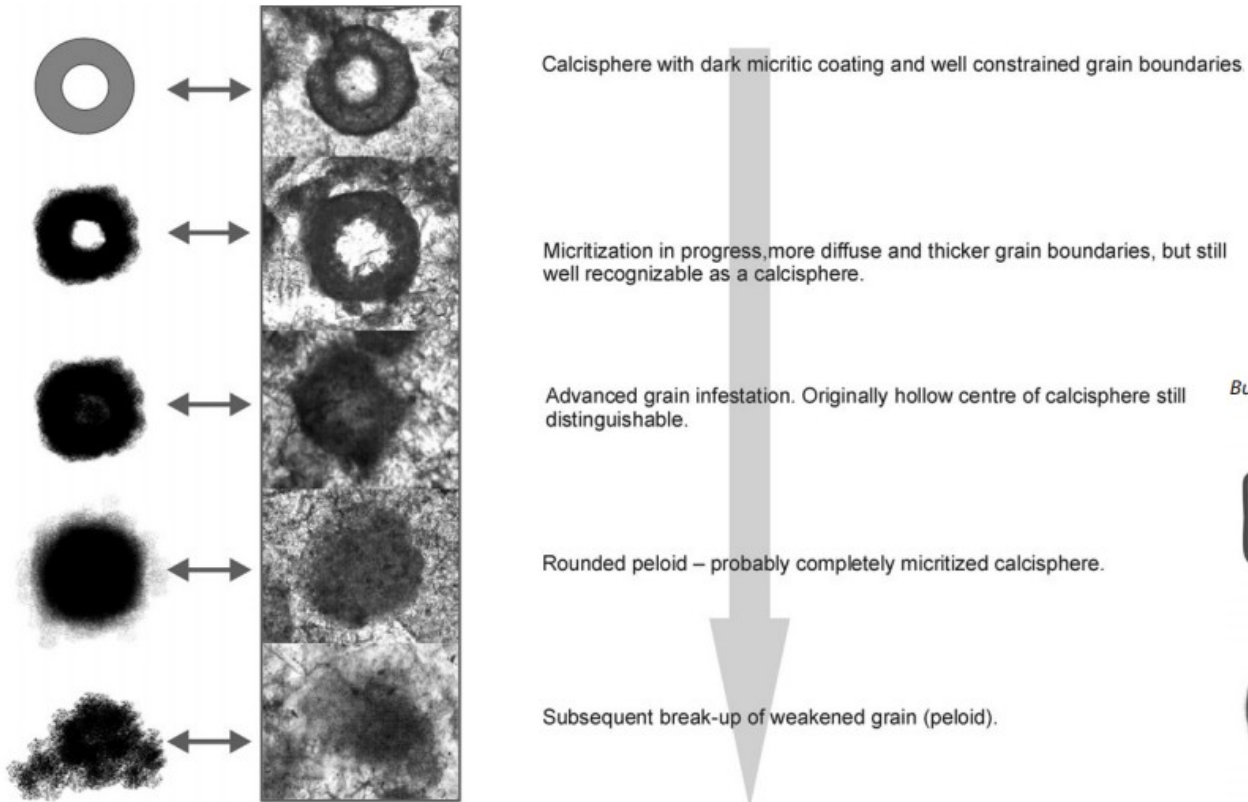 Calcisphere with dark micritic coating and well constrained grain boundaries.
Micritization in progress,more diffuse and thicker grain boundaries, but still
well recognizable as a calcisphere.
Advanced grain infestation. Originally hollow centre of calcisphere still
distinguishable.
Bu
Rounded peloid – probably completely micritized calcisphere.
Subsequent break-up of weakened grain (peloid).